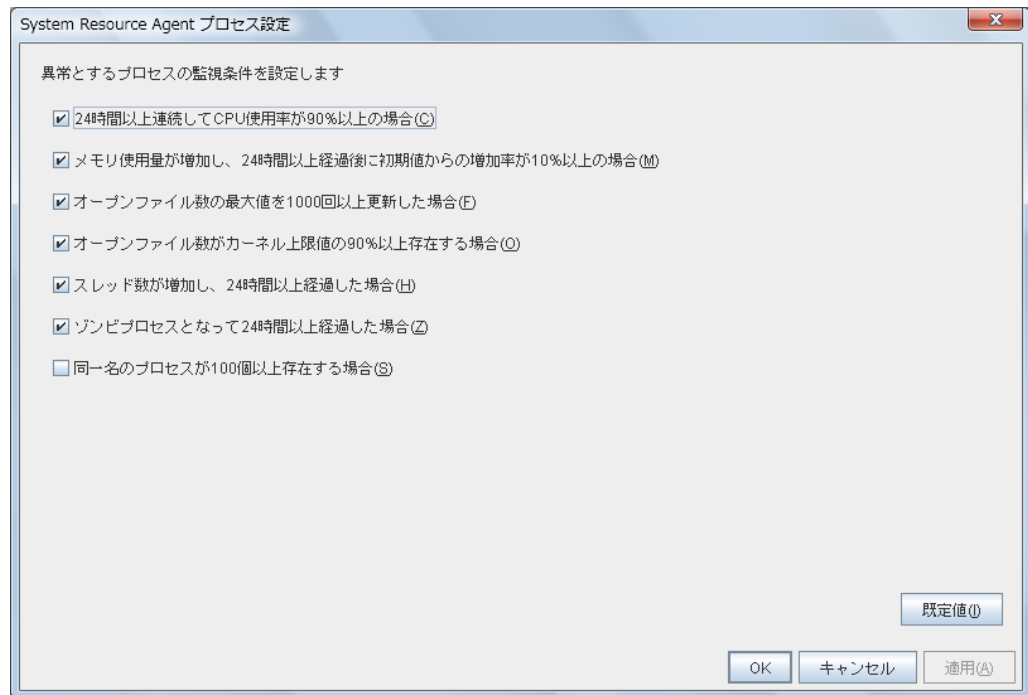 System Resource Agent プロセス設定
異常とするプロセスの監視条件を設定します
24時間以上連続してCPU使用率が90%以上の場合(C)
メモリ使用量が増加し、24時間以上経過後に初期値からの増加率が10%以上の場合(M)
オープンファイル数の最大値を1000回以上更新した場合(F)
オープンファイル数がカーネル上限値の90%以上存在する場合(O)
スレッド数が増加し、24時間以上経過した場合(H)
ゾンビプロセスとなって24時間以上経過した場合(Z)
同一名のプロセスが100個以上存在する場合(S)
既定値(I)
OK キャンセル 適用(A)